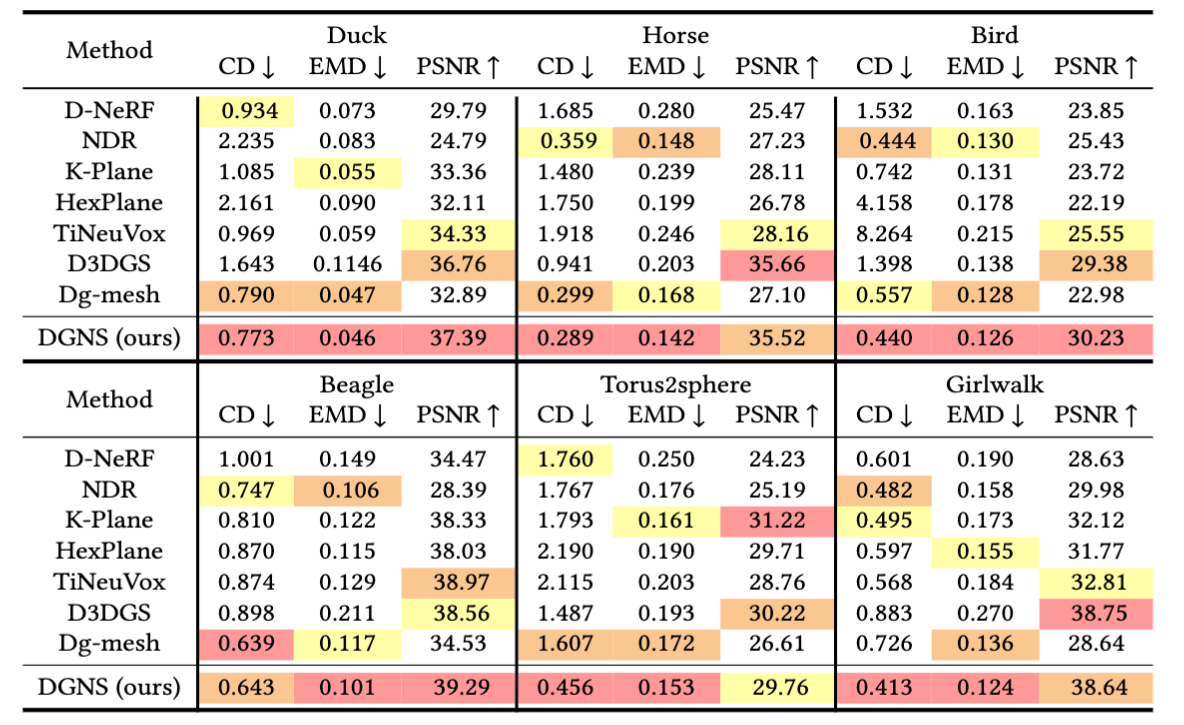 Method Duck Horse Bird
CD ↓ EMD ↓ PSNR ↑ CD ↓ EMD ↓ PSNR ↑ CD ↓ EMD ↓ PSNR ↑
D-NeRF 0.934 0.073 29.79 1.685 0.280 25.47 1.532 0.163 23.85
NDR 2.235 0.083 24.79 0.359 0.148 27.23 0.444 0.130 25.43
K-Plane 1.085 0.055 33.36 1.480 0.239 28.11 0.742 0.131 23.72
HexPlane 2.161 0.090 32.11 1.750 0.199 26.78 4.158 0.178 22.19
TiNeuVox 0.969 0.059 34.33 1.918 0.246 28.16 8.264 0.215 25.55
D3DGS 1.643 0.1146 36.76 0.941 0.203 35.66 1.398 0.138 29.38
Dg-mesh 0.790 0.047 32.89 0.299 0.168 27.10 0.557 0.128 22.98
DGNS (ours) 0.773 0.046 37.39 0.289 0.142 35.52 0.440 0.126 30.23
Method Beagle Torus2sphere Girlwalk
CD ↓ EMD ↓ PSNR ↑ CD ↓ EMD ↓ PSNR ↑ CD ↓ EMD ↓ PSNR ↑
D-NeRF 1.001 0.149 34.47 1.760 0.250 24.23 0.601 0.190 28.63
NDR 0.747 0.106 28.39 1.767 0.176 25.19 0.482 0.158 29.98
K-Plane 0.810 0.122 38.33 1.793 0.161 31.22 0.495 0.173 32.12
HexPlane 0.870 0.115 38.03 2.190 0.190 29.71 0.597 0.155 31.77
TiNeuVox 0.874 0.129 38.97 2.115 0.203 28.76 0.568 0.184 32.81
D3DGS 0.898 0.211 38.56 1.487 0.193 30.22 0.883 0.270 38.75
Dg-mesh 0.639 0.117 34.53 1.607 0.172 26.61 0.726 0.136 28.64
DGNS (ours) 0.643 0.101 39.29 0.456 0.153 29.76 0.413 0.124 38.64